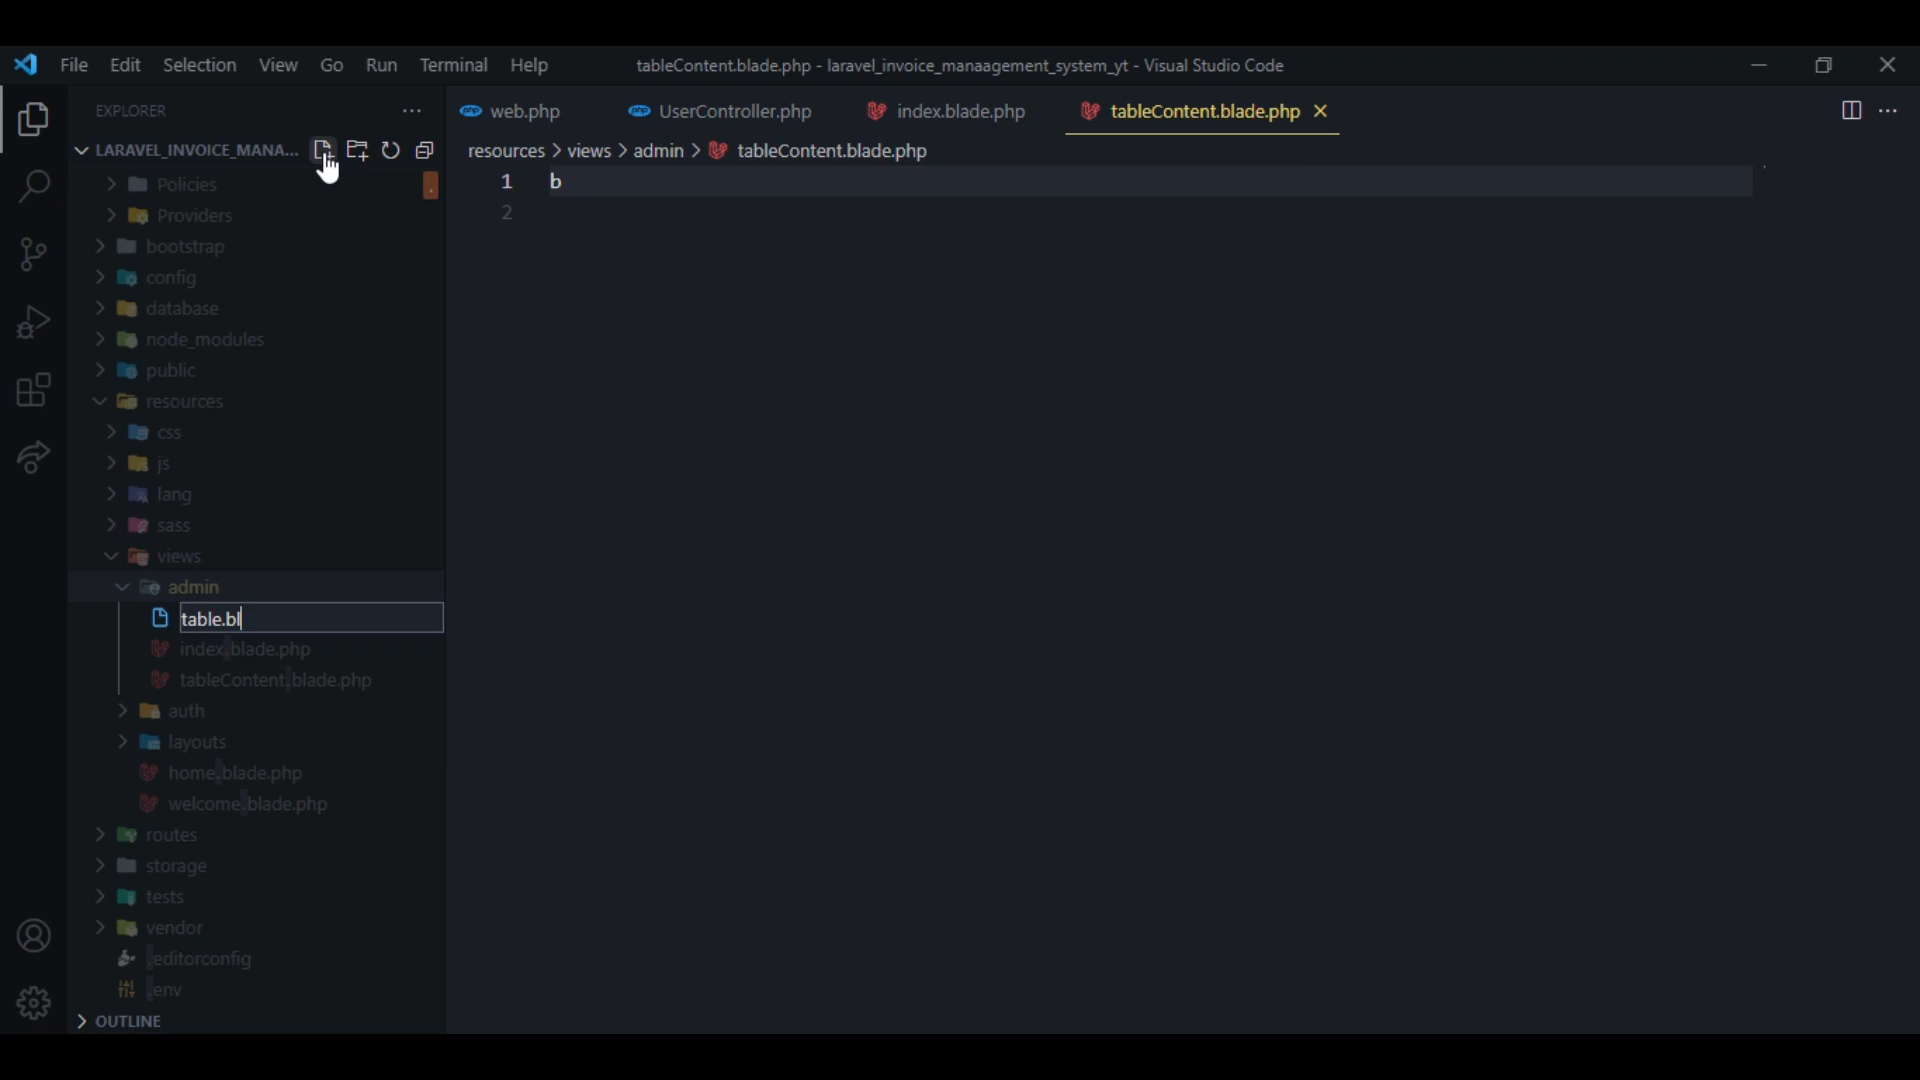 File Edit Selection View Go Run Terminal Help tableContent.blade.php - laravel_invoice_manaagement_system_yt - Visual Studio Code
EXPLORER
web.php UserController.php index.blade.php tableContent.blade.php
LARAVEL_INVOICE_MANA...
resources > views > admin > tableContent.blade.php
1 b
2
Policies
Providers
bootstrap
config
database
node_modules
public
resources
css
js
lang
sass
views
admin
table.bl
index.blade.php
tableContent.blade.php
auth
layouts
home.blade.php
welcome.blade.php
routes
storage
tests
vendor
.editorconfig
.env
OUTLINE